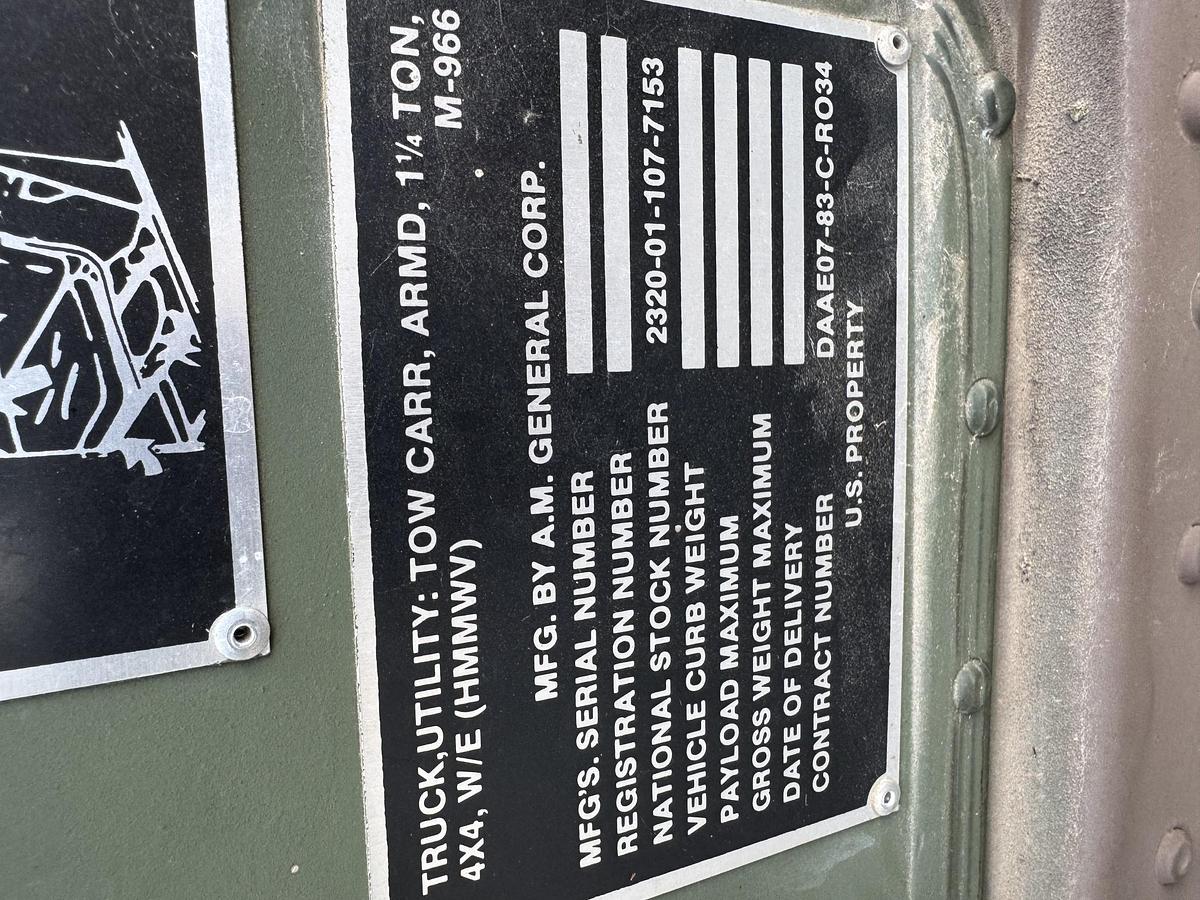 TRUCK,UTILITY: TOW CARR, ARMD, 1¼ TON,
4X4, W/E (HMMWV) M-966
MFG. BY A.M. GENERAL CORP.
MFG'S. SERIAL NUMBER
REGISTRATION NUMBER
NATIONAL STOCK NUMBER 2320-01-107-7153
VEHICLE CURB WEIGHT
PAYLOAD MAXIMUM
GROSS WEIGHT MAXIMUM
DATE OF DELIVERY
CONTRACT NUMBER DAAE07-83-C-RO34
U.S. PROPERTY